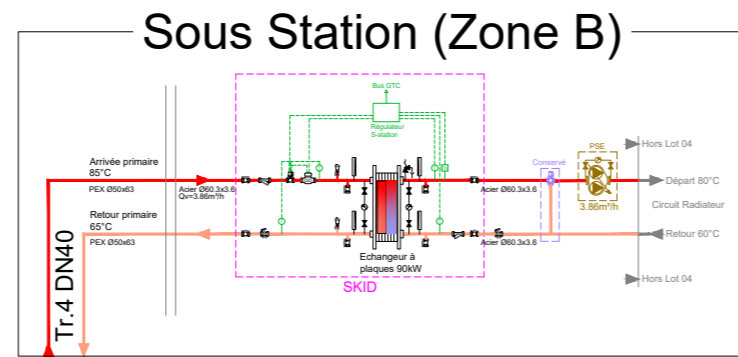 Sous Station (Zone B)
Bus GTC
Régulateur
S-station
Hors Lot 04
PSE
Conservé
Arrivée primaire
85°C
PEX Ø50x63
Acier Ø60.3x3.6
Qv=3.86m³/h
Acier Ø60.3x3.6
Départ 80°C
3.86m³/h
Circuit Radiateur
Retour primaire
65°C
PEX Ø50x63
Acier Ø60.3x3.6
Retour 60°C
Echangeur à
plaques 90kW
SKID
Hors Lot 04
Tr.4 DN40